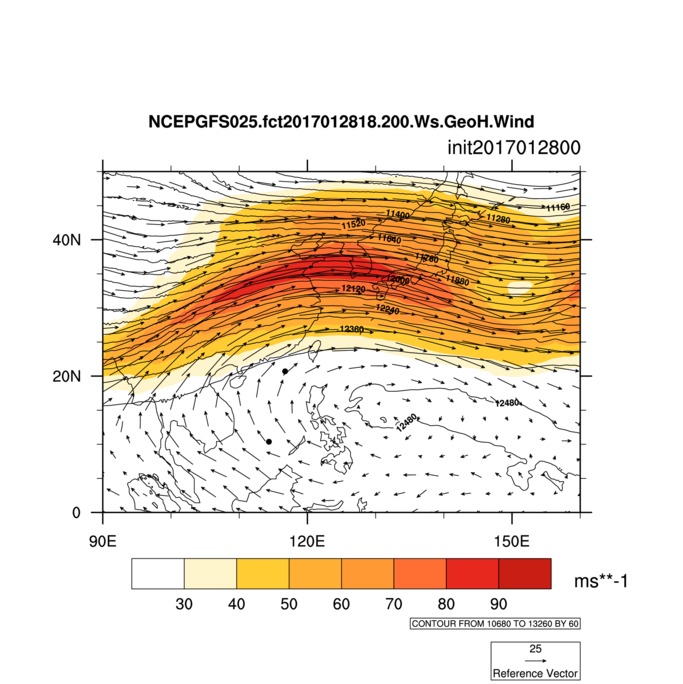 NCEPGFS025.fct2017012818.200.Ws.GeoH.Wind
init2017012800
11160
11400
11280
11520
11640
11760
11880
12000
12120
12240
12360
12480
12480
40N
20N
0
90E 120E 150E
30 40 50 60 70 80 90
ms**-1
CONTOUR FROM 10680 TO 13260 BY 60
25
Reference Vector